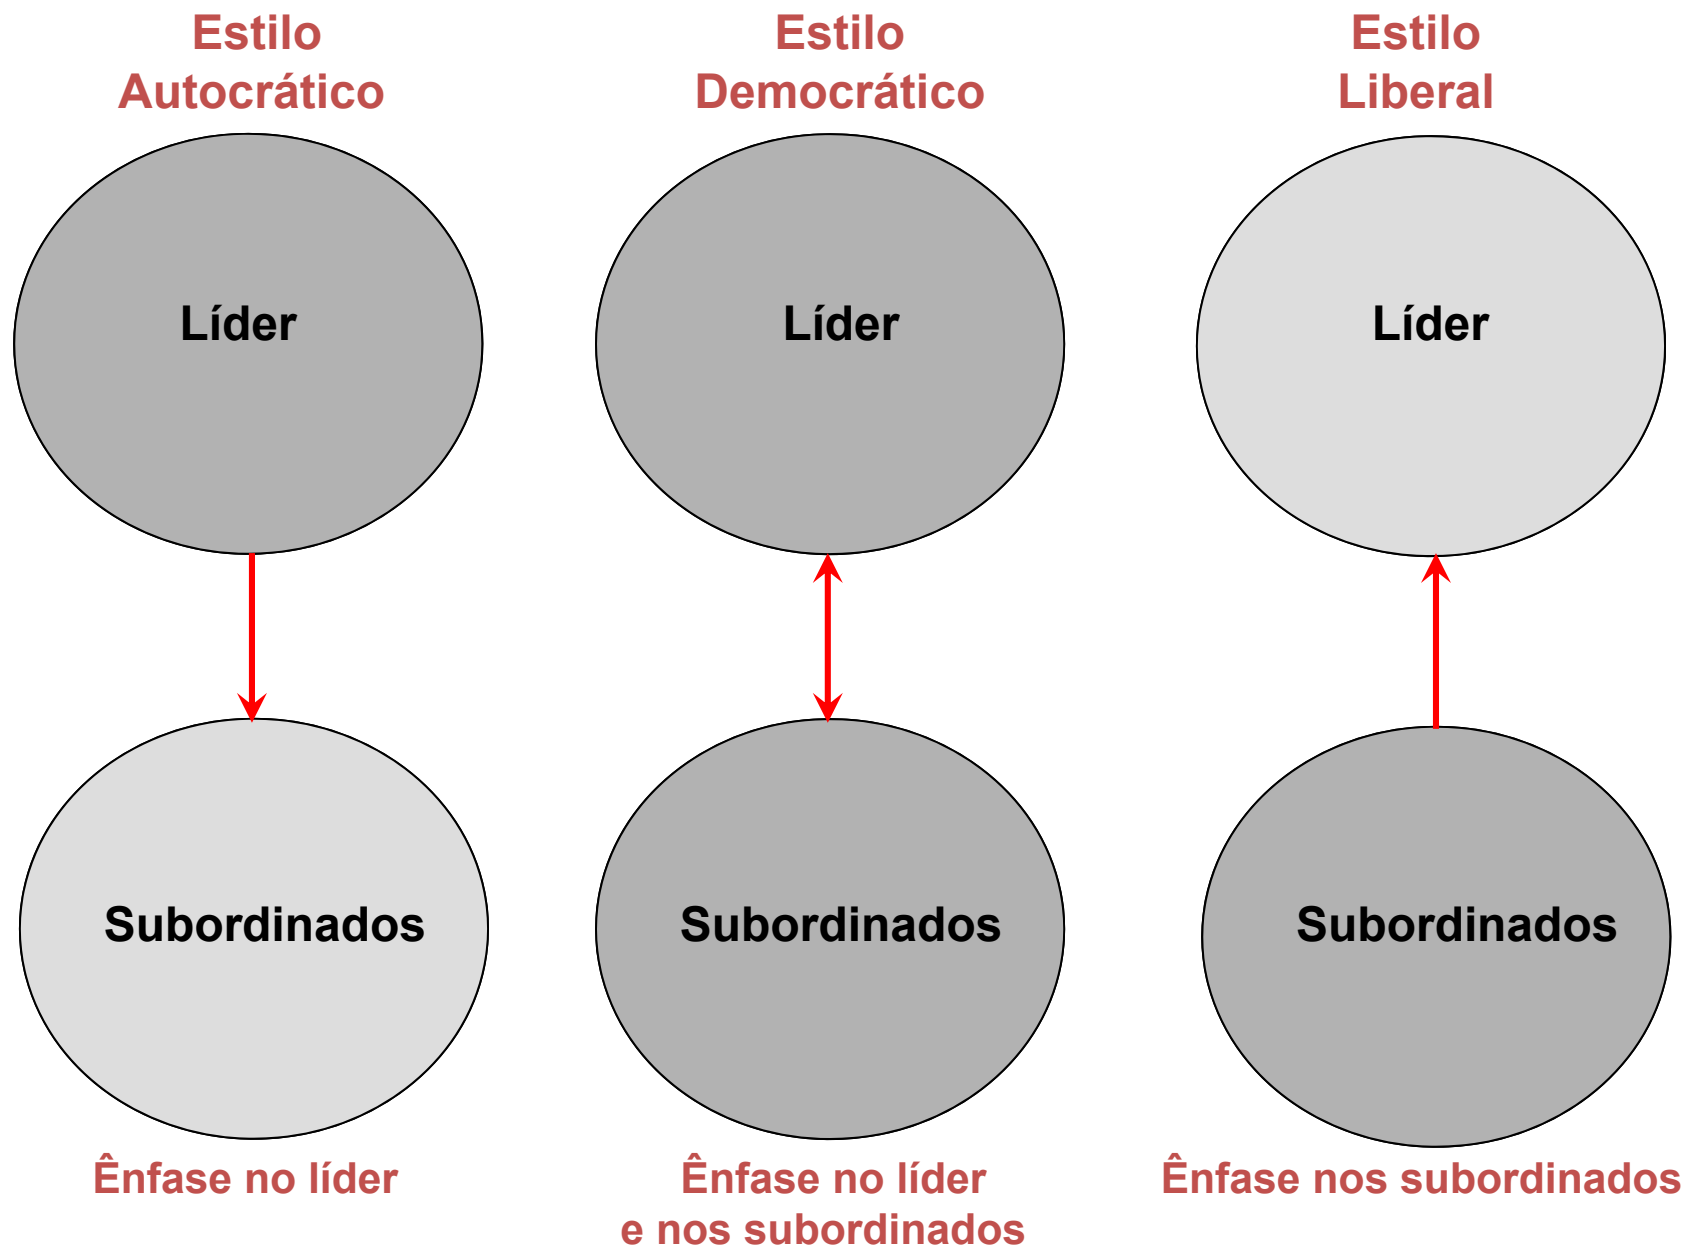 Estilo
Autocrático
Estilo
Democrático
Estilo
Liberal
Líder
Líder
Líder
Subordinados
Subordinados
Subordinados
Ênfase no líder
Ênfase no líder
e nos subordinados
Ênfase nos subordinados